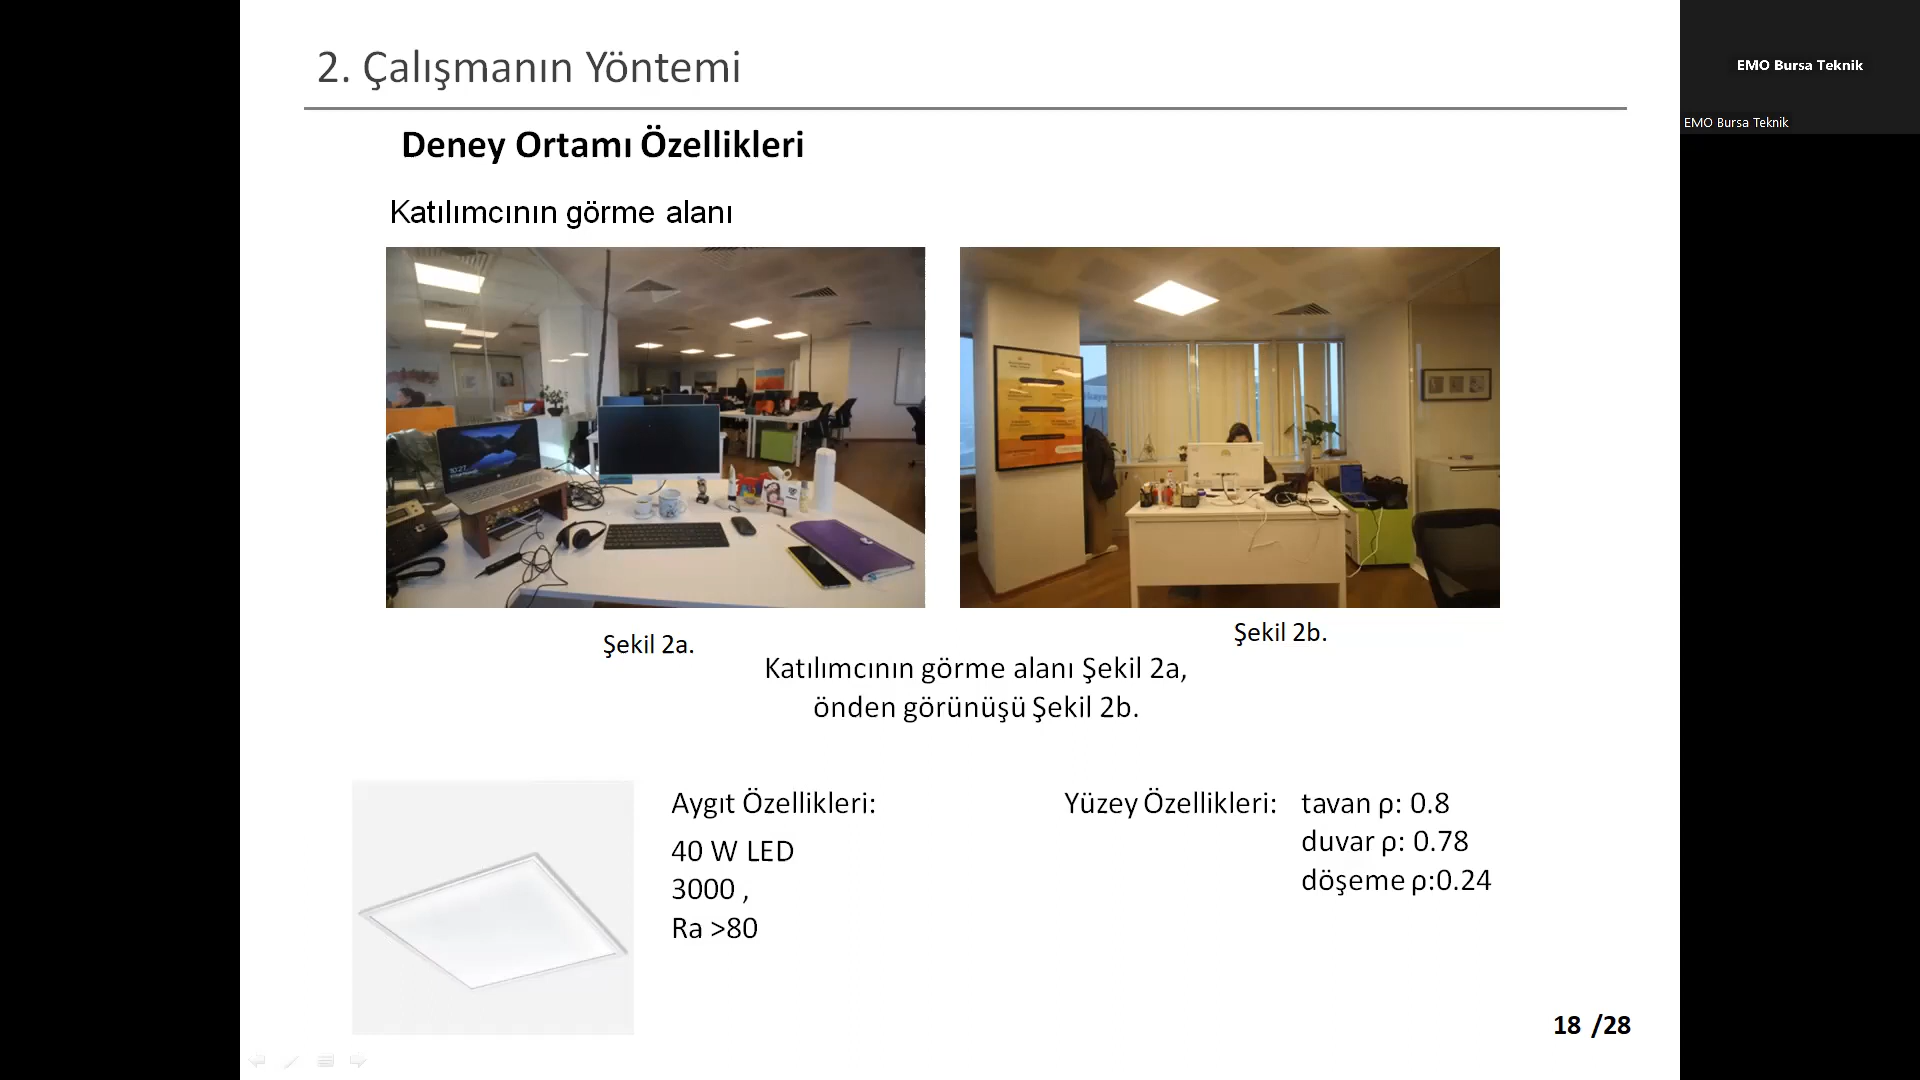 2. Çalışmanın Yöntemi
EMO Bursa Teknik
EMO Bursa Teknik
Deney Ortamı Özellikleri
Katılımcının görme alanı
10:27
Şekil 2a.
Şekil 2b.
Katılımcının görme alanı Şekil 2a,
önden görünüşü Şekil 2b.
Aygıt Özellikleri:
40 W LED
3000 ,
Ra >80
Yüzey Özellikleri:
tavan ρ: 0.8
duvar ρ: 0.78
döşeme ρ:0.24
18 /28